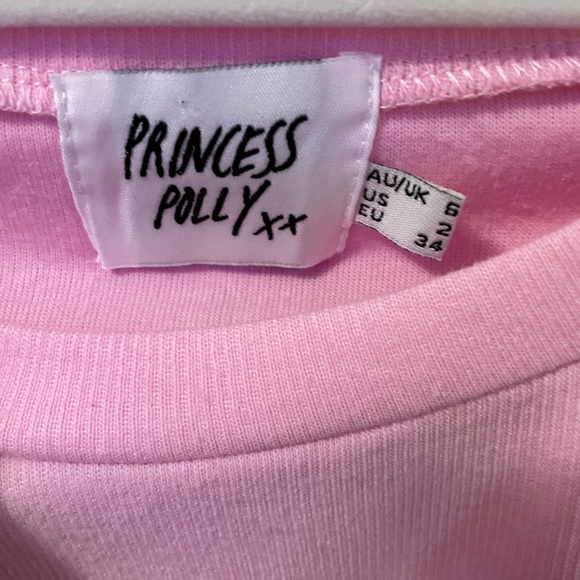 PRINCESS
POLLY xx
AU/UK 6
US 2
EU 34